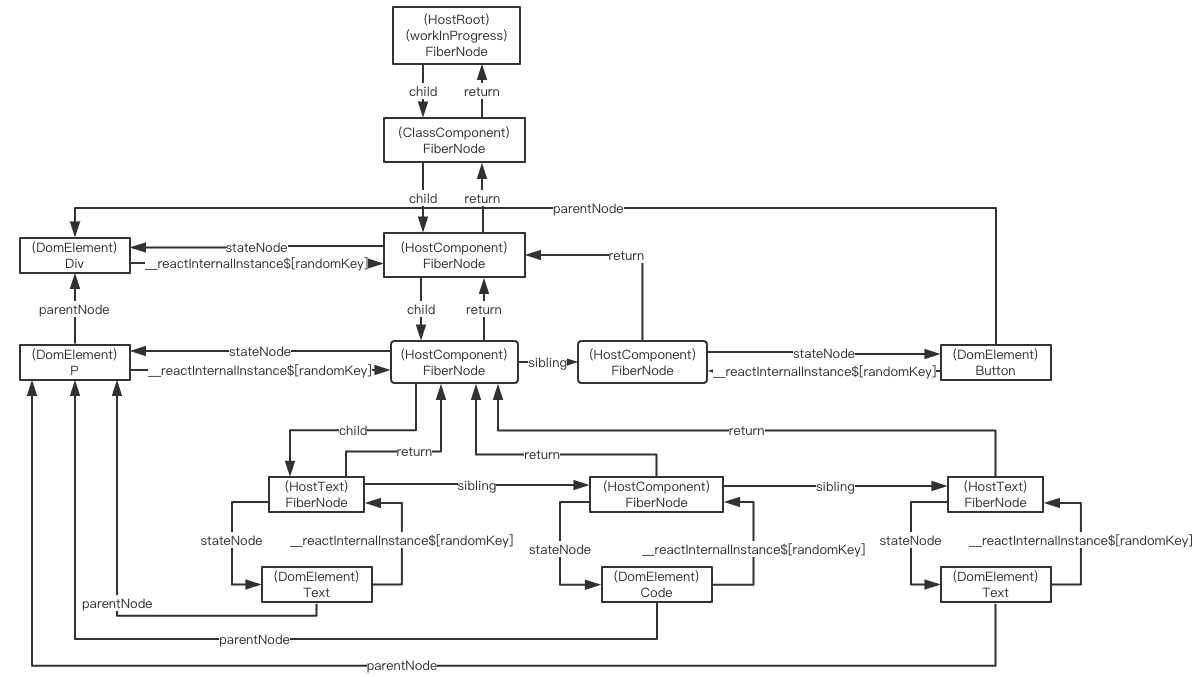 (HostRoot)
(workInProgress)
FiberNode
child
return
(ClassComponent)
FiberNode
child
return
parentNode
(DomElement)
Div
stateNode
__reactInternalInstance$[randomKey]
(HostComponent)
FiberNode
return
parentNode
child
return
(DomElement)
P
stateNode
__reactInternalInstance$[randomKey]
(HostComponent)
FiberNode
sibling
(HostComponent)
FiberNode
stateNode
__reactInternalInstance$[randomKey]
(DomElement)
Button
child
return
return
return
(HostText)
FiberNode
sibling
(HostComponent)
FiberNode
sibling
(HostText)
FiberNode
stateNode
__reactInternalInstance$[randomKey]
stateNode
__reactInternalInstance$[randomKey]
stateNode
__reactInternalInstance$[randomKey]
(DomElement)
Text
(DomElement)
Code
(DomElement)
Text
parentNode
parentNode
parentNode